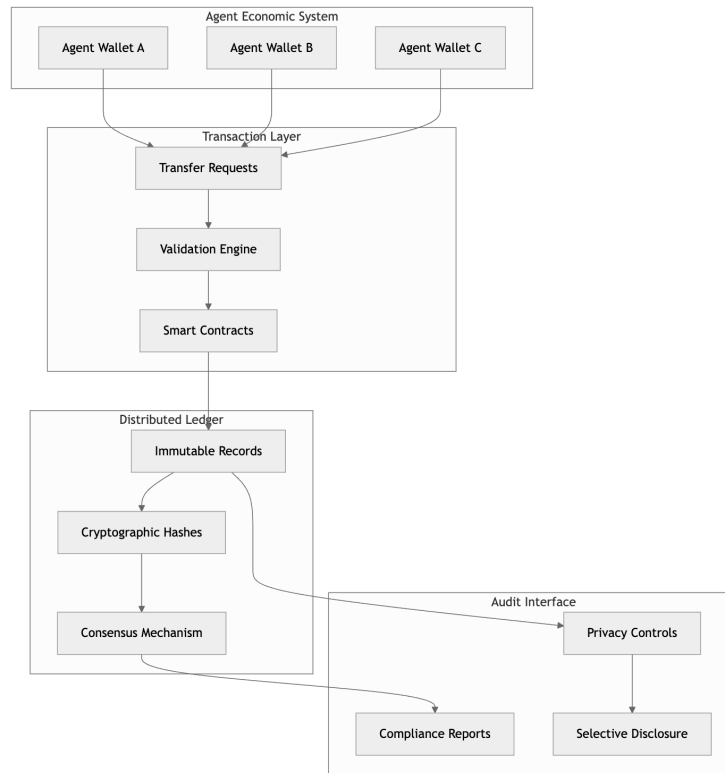 Agent Economic System
Agent Wallet A
Agent Wallet B
Agent Wallet C
Transaction Layer
Transfer Requests
Validation Engine
Smart Contracts
Distributed Ledger
Immutable Records
Cryptographic Hashes
Consensus Mechanism
Audit Interface
Privacy Controls
Compliance Reports
Selective Disclosure